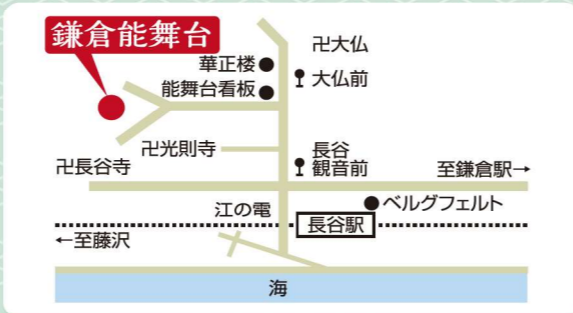 鎌倉能舞台
卍大仏
華正楼
大仏前
能舞台看板
卍光則寺
長谷
観音前
卍長谷寺
至鎌倉駅→
ベルグフェルト
江の電
長谷駅
←至藤沢
海